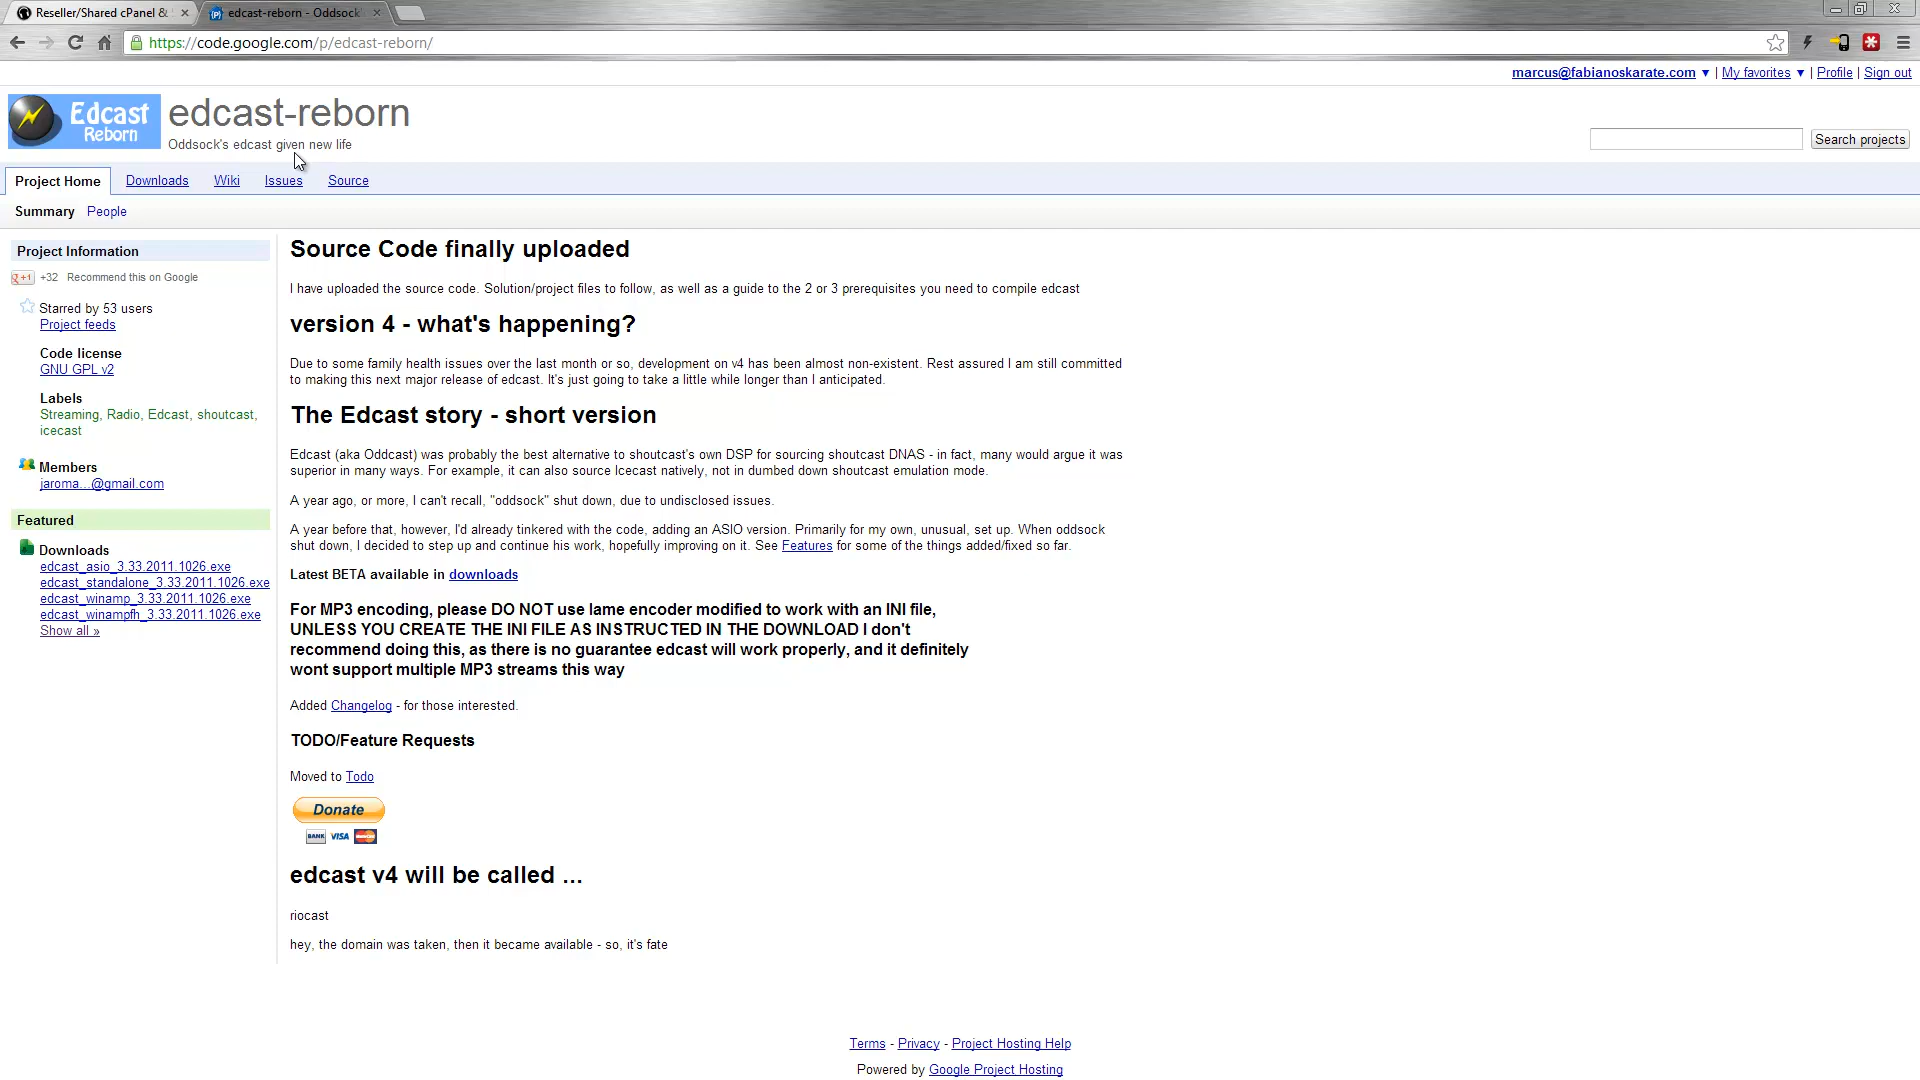 Reseller/Shared cPanel &
edcast-reborn - Oddsock'
https://code.google.com/p/edcast-reborn/
marcus@fabianoskarate.com ▼ | My favorites ▼ | Profile | Sign out
Edcast
Reborn
edcast-reborn
Oddsock's edcast given new life
Search projects
Project Home Downloads Wiki Issues Source
Summary People
Project Information
+1 +32 Recommend this on Google
Starred by 53 users
Project feeds
Code license
GNU GPL v2
Labels
Streaming, Radio, Edcast, shoutcast,
icecast
Members
jaroma...@gmail.com
Featured
Downloads
edcast_asio_3.33.2011.1026.exe
edcast_standalone_3.33.2011.1026.exe
edcast_winamp_3.33.2011.1026.exe
edcast_winampfh_3.33.2011.1026.exe
Show all »
Source Code finally uploaded
I have uploaded the source code. Solution/project files to follow, as well as a guide to the 2 or 3 prerequisites you need to compile edcast
version 4 - what's happening?
Due to some family health issues over the last month or so, development on v4 has been almost non-existent. Rest assured I am still committed
to making this next major release of edcast. It's just going to take a little while longer than I anticipated.
The Edcast story - short version
Edcast (aka Oddcast) was probably the best alternative to shoutcast's own DSP for sourcing shoutcast DNAS - in fact, many would argue it was
superior in many ways. For example, it can also source Icecast natively, not in dumbed down shoutcast emulation mode.
A year ago, or more, I can't recall, "oddsock" shut down, due to undisclosed issues.
A year before that, however, I'd already tinkered with the code, adding an ASIO version. Primarily for my own, unusual, set up. When oddsock
shut down, I decided to step up and continue his work, hopefully improving on it. See Features for some of the things added/fixed so far.
Latest BETA available in downloads
For MP3 encoding, please DO NOT use lame encoder modified to work with an INI file,
UNLESS YOU CREATE THE INI FILE AS INSTRUCTED IN THE DOWNLOAD I don't
recommend doing this, as there is no guarantee edcast will work properly, and it definitely
wont support multiple MP3 streams this way
Added Changelog - for those interested.
TODO/Feature Requests
Moved to Todo
Donate
BANK VISA
edcast v4 will be called ...
riocast
hey, the domain was taken, then it became available - so, it's fate
Terms - Privacy - Project Hosting Help
Powered by Google Project Hosting